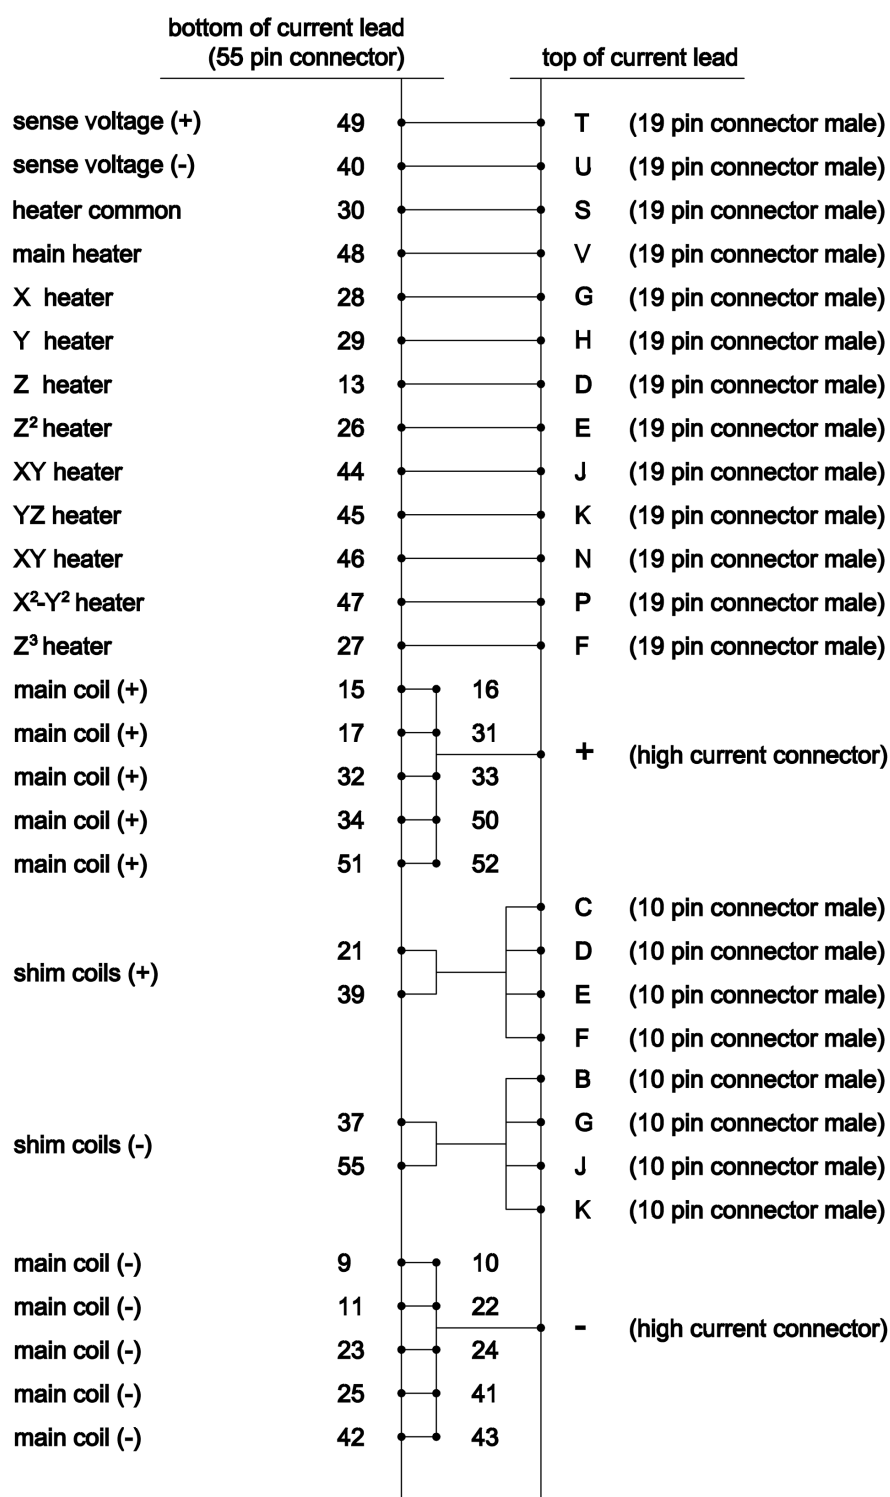 bottom of current lead
(55 pin connector)
top of current lead
sense voltage (+) 49 T (19 pin connector male)
sense voltage (-) 40 U (19 pin connector male)
heater common 30 S (19 pin connector male)
main heater 48 V (19 pin connector male)
X heater 28 G (19 pin connector male)
Y heater 29 H (19 pin connector male)
Z heater 13 D (19 pin connector male)
Z² heater 26 E (19 pin connector male)
XY heater 44 J (19 pin connector male)
YZ heater 45 K (19 pin connector male)
XY heater 46 N (19 pin connector male)
X²-Y² heater 47 P (19 pin connector male)
Z³ heater 27 F (19 pin connector male)
main coil (+) 15 16
main coil (+) 17 31
+ (high current connector)
main coil (+) 32 33
main coil (+) 34 50
main coil (+) 51 52
C (10 pin connector male)
21 D (10 pin connector male)
shim coils (+)
39 E (10 pin connector male)
F (10 pin connector male)
B (10 pin connector male)
37 G (10 pin connector male)
shim coils (-)
55 J (10 pin connector male)
K (10 pin connector male)
main coil (-) 9 10
main coil (-) 11 22
- (high current connector)
main coil (-) 23 24
main coil (-) 25 41
main coil (-) 42 43